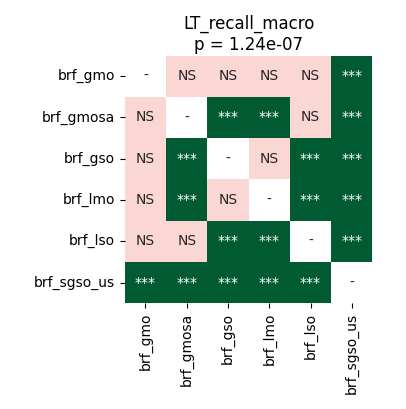 LT_recall_macro
p = 1.24e-07
brf_gmo - NS NS NS NS ***
brf_gmosa NS - *** *** NS ***
brf_gso NS *** - NS *** ***
brf_lmo NS *** NS - *** ***
brf_lso NS NS *** *** - ***
brf_sgso_us *** *** *** *** *** -
brf_gmo brf_gmosa brf_gso brf_lmo brf_lso brf_sgso_us